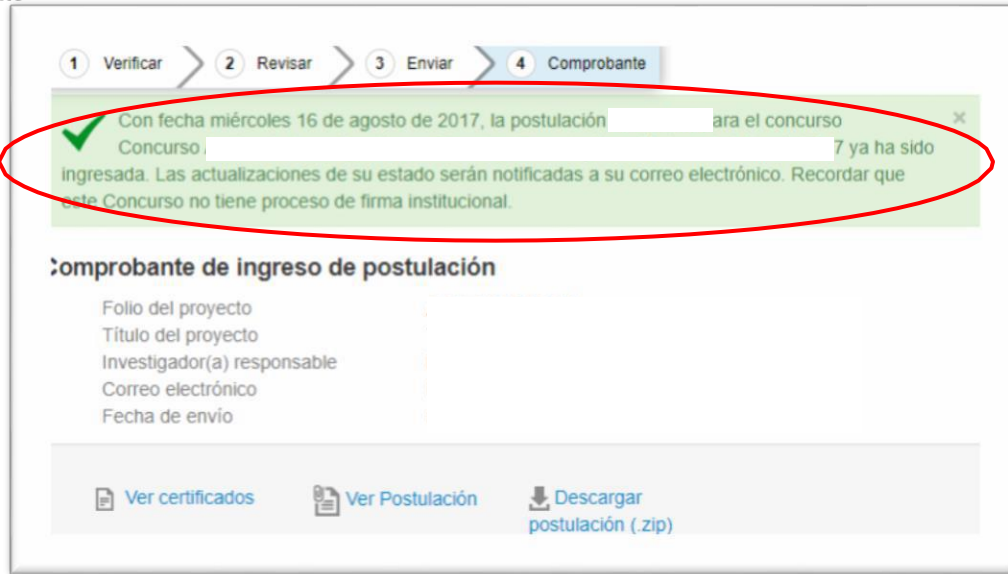 1 Verificar 2 Revisar 3 Enviar 4 Comprobante
Con fecha miércoles 16 de agosto de 2017, la postulación ara el concurso
Concurso 7 ya ha sido
ingresada. Las actualizaciones de su estado serán notificadas a su correo electrónico. Recordar que
este Concurso no tiene proceso de firma institucional.
Comprobante de ingreso de postulación
Folio del proyecto
Título del proyecto
Investigador(a) responsable
Correo electrónico
Fecha de envío
Ver certificados Ver Postulación Descargar
postulación (.zip)